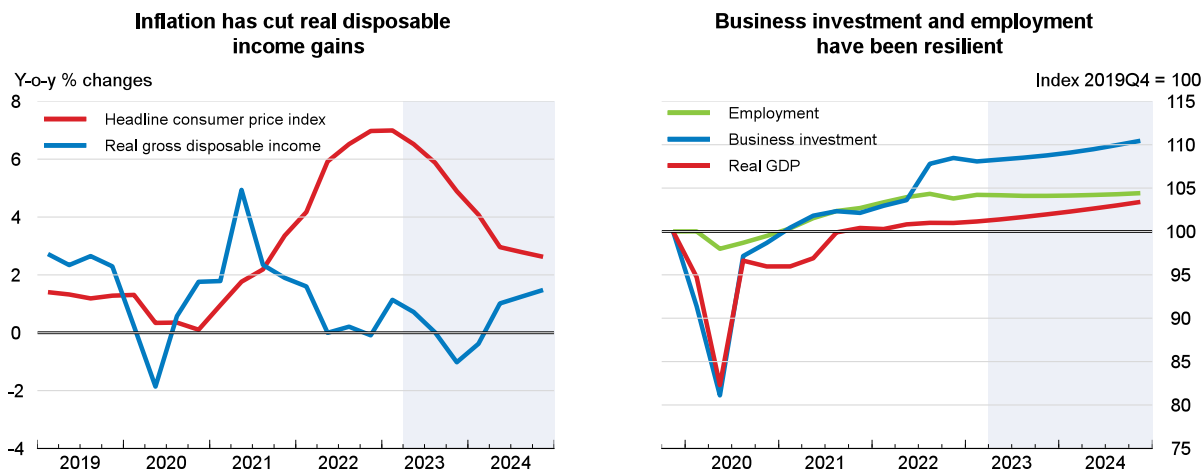 Inflation has cut real disposable
income gains
Y-o-y % changes
8
6
4
2
0
-2
-4
Headline consumer price index
Real gross disposable income
2019
2020
2021
2022
2023
2024
Business investment and employment
have been resilient
Index 2019Q4 = 100
115
110
105
100
95
90
85
80
75
Employment
Business investment
Real GDP
2020
2021
2022
2023
2024